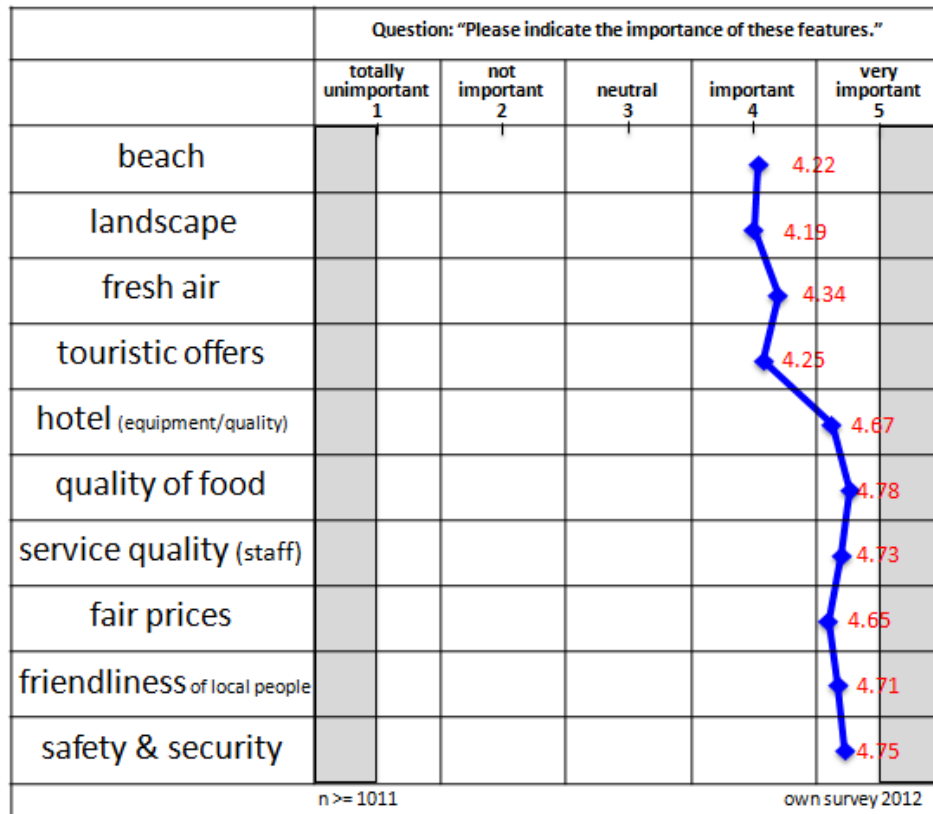 Question: “Please indicate the importance of these features.”
totally unimportant 1
not important 2
neutral 3
important 4
very important 5
beach 4.22
landscape 4.19
fresh air 4.34
touristic offers 4.25
hotel (equipment/quality) 4.67
quality of food 4.78
service quality (staff) 4.73
fair prices 4.65
friendliness of local people 4.71
safety & security 4.75
n >= 1011 own survey 2012